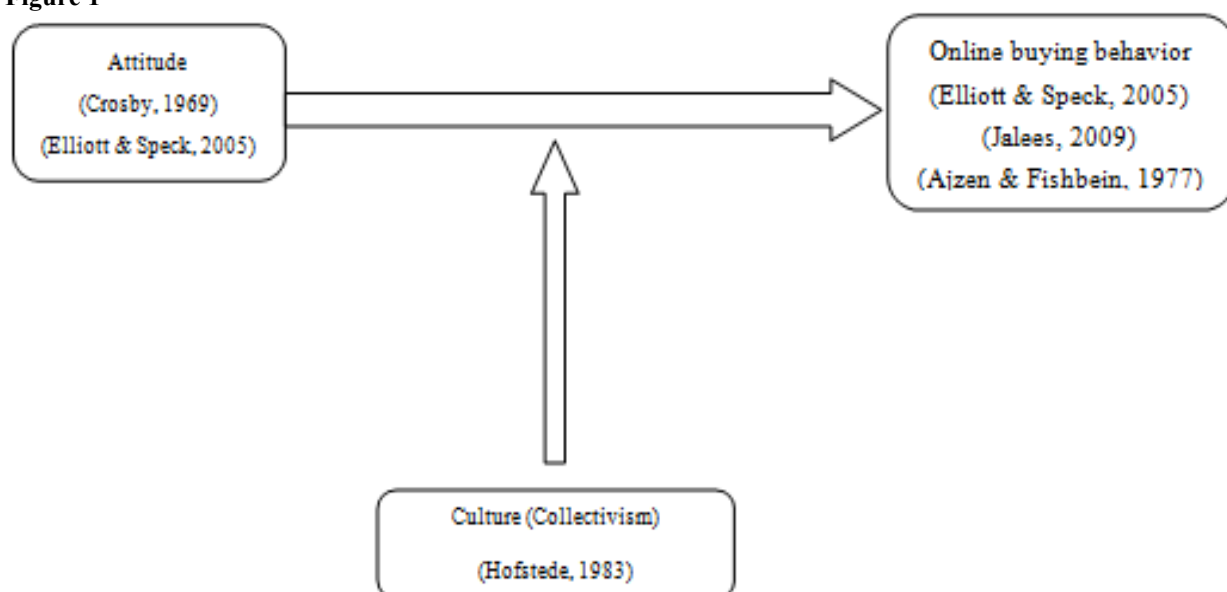 Figure 1
Attitude
(Crosby, 1969)
(Elliott & Speck, 2005)
Online buying behavior
(Elliott & Speck, 2005)
(Jalees, 2009)
(Ajzen & Fishbein, 1977)
Culture (Collectivism)
(Hofstede, 1983)